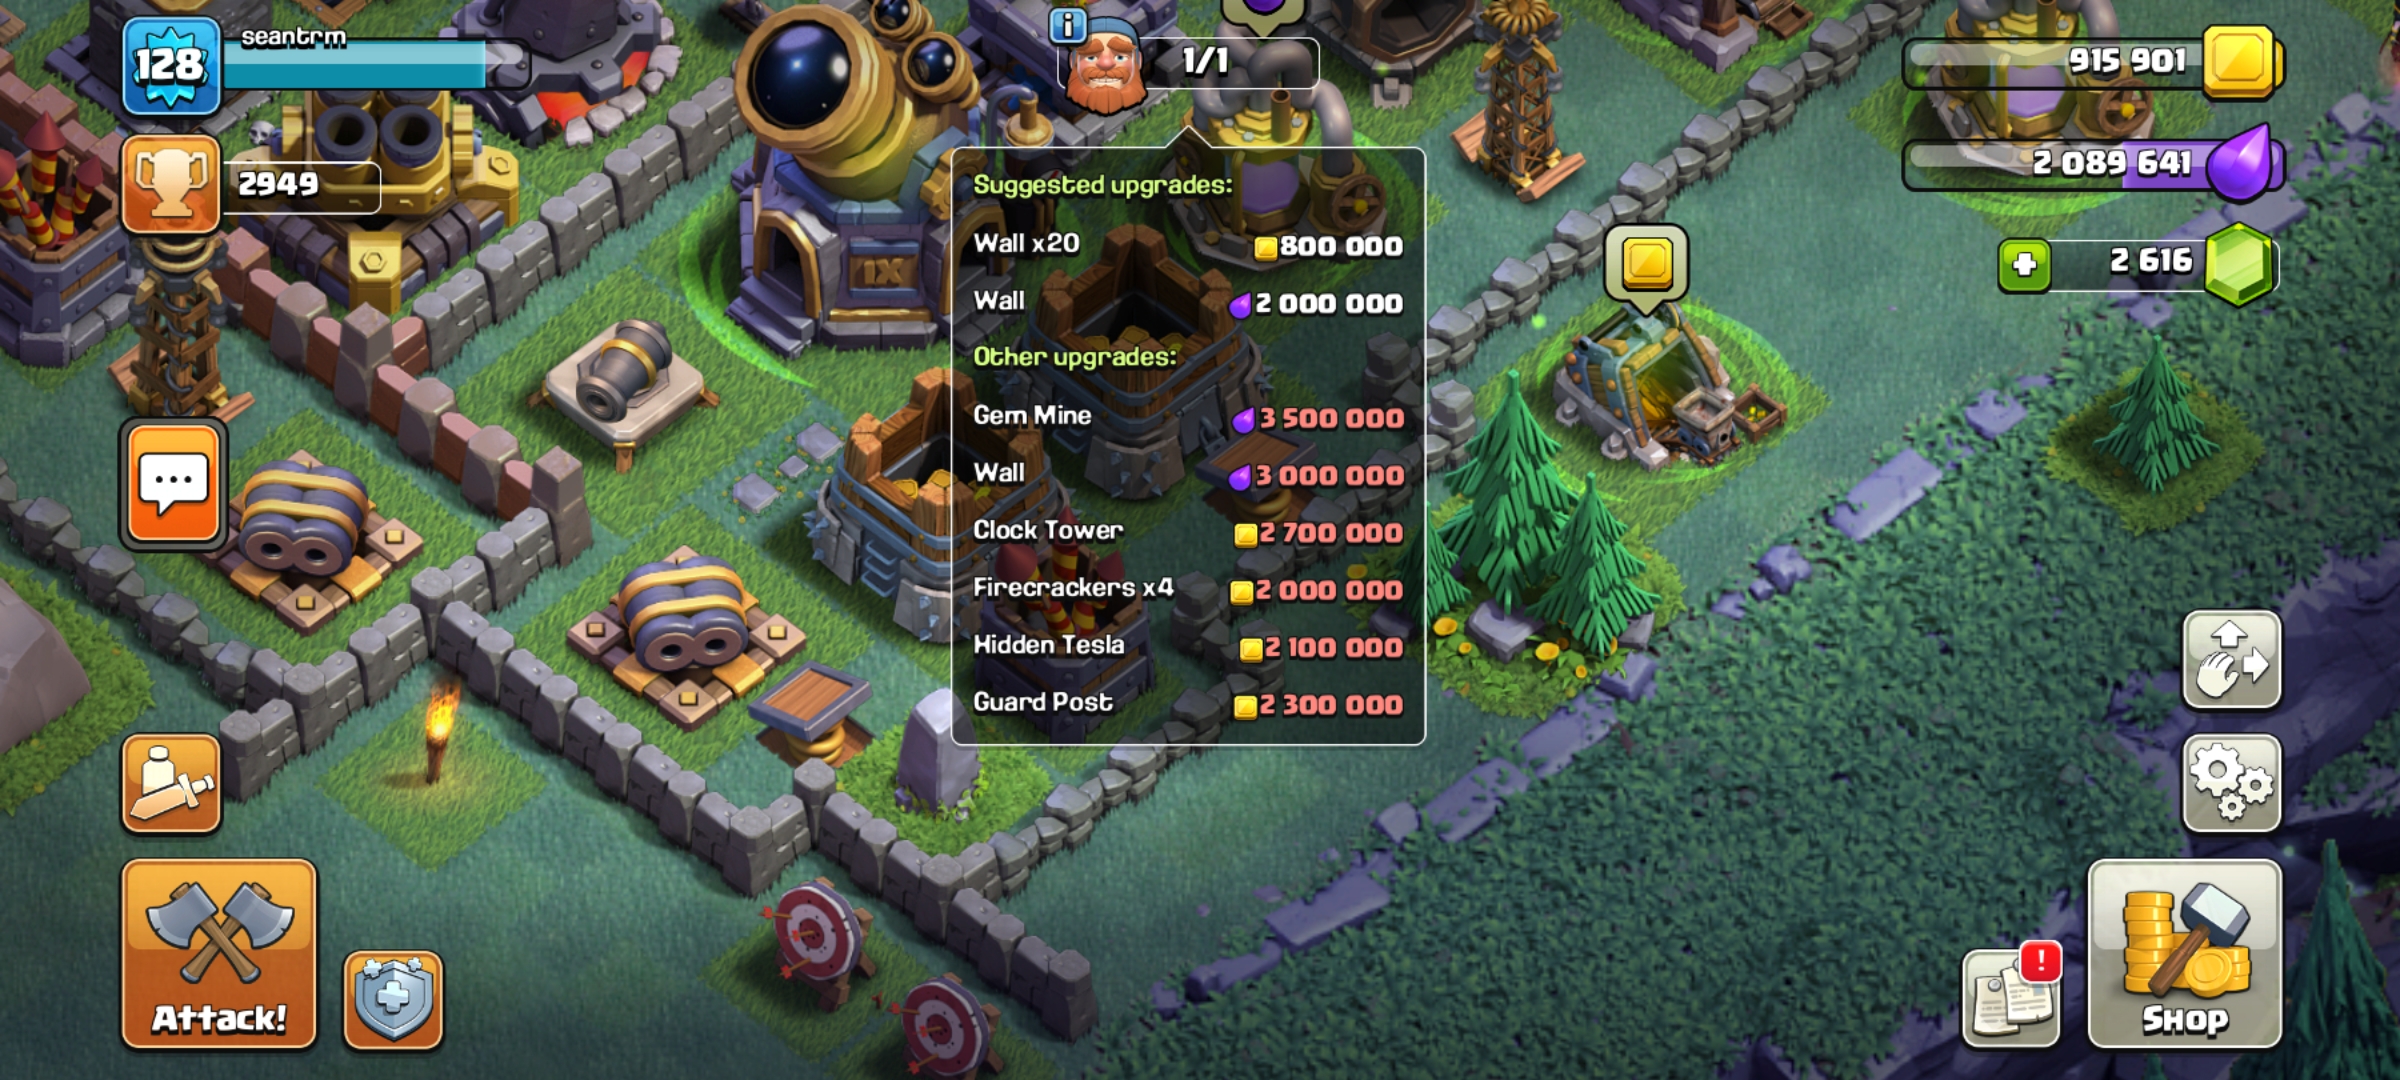 128
seantrm
2949
i
1/1
915 901
2 089 641
2 616
Suggested upgrades:
Wall x20 800 000
Wall 2 000 000
Other upgrades:
Gem Mine 3 500 000
Wall 3 000 000
Clock Tower 2 700 000
Firecrackers x4 2 000 000
Hidden Tesla 2 100 000
Guard Post 2 300 000
IX
Attack!
!
Shop